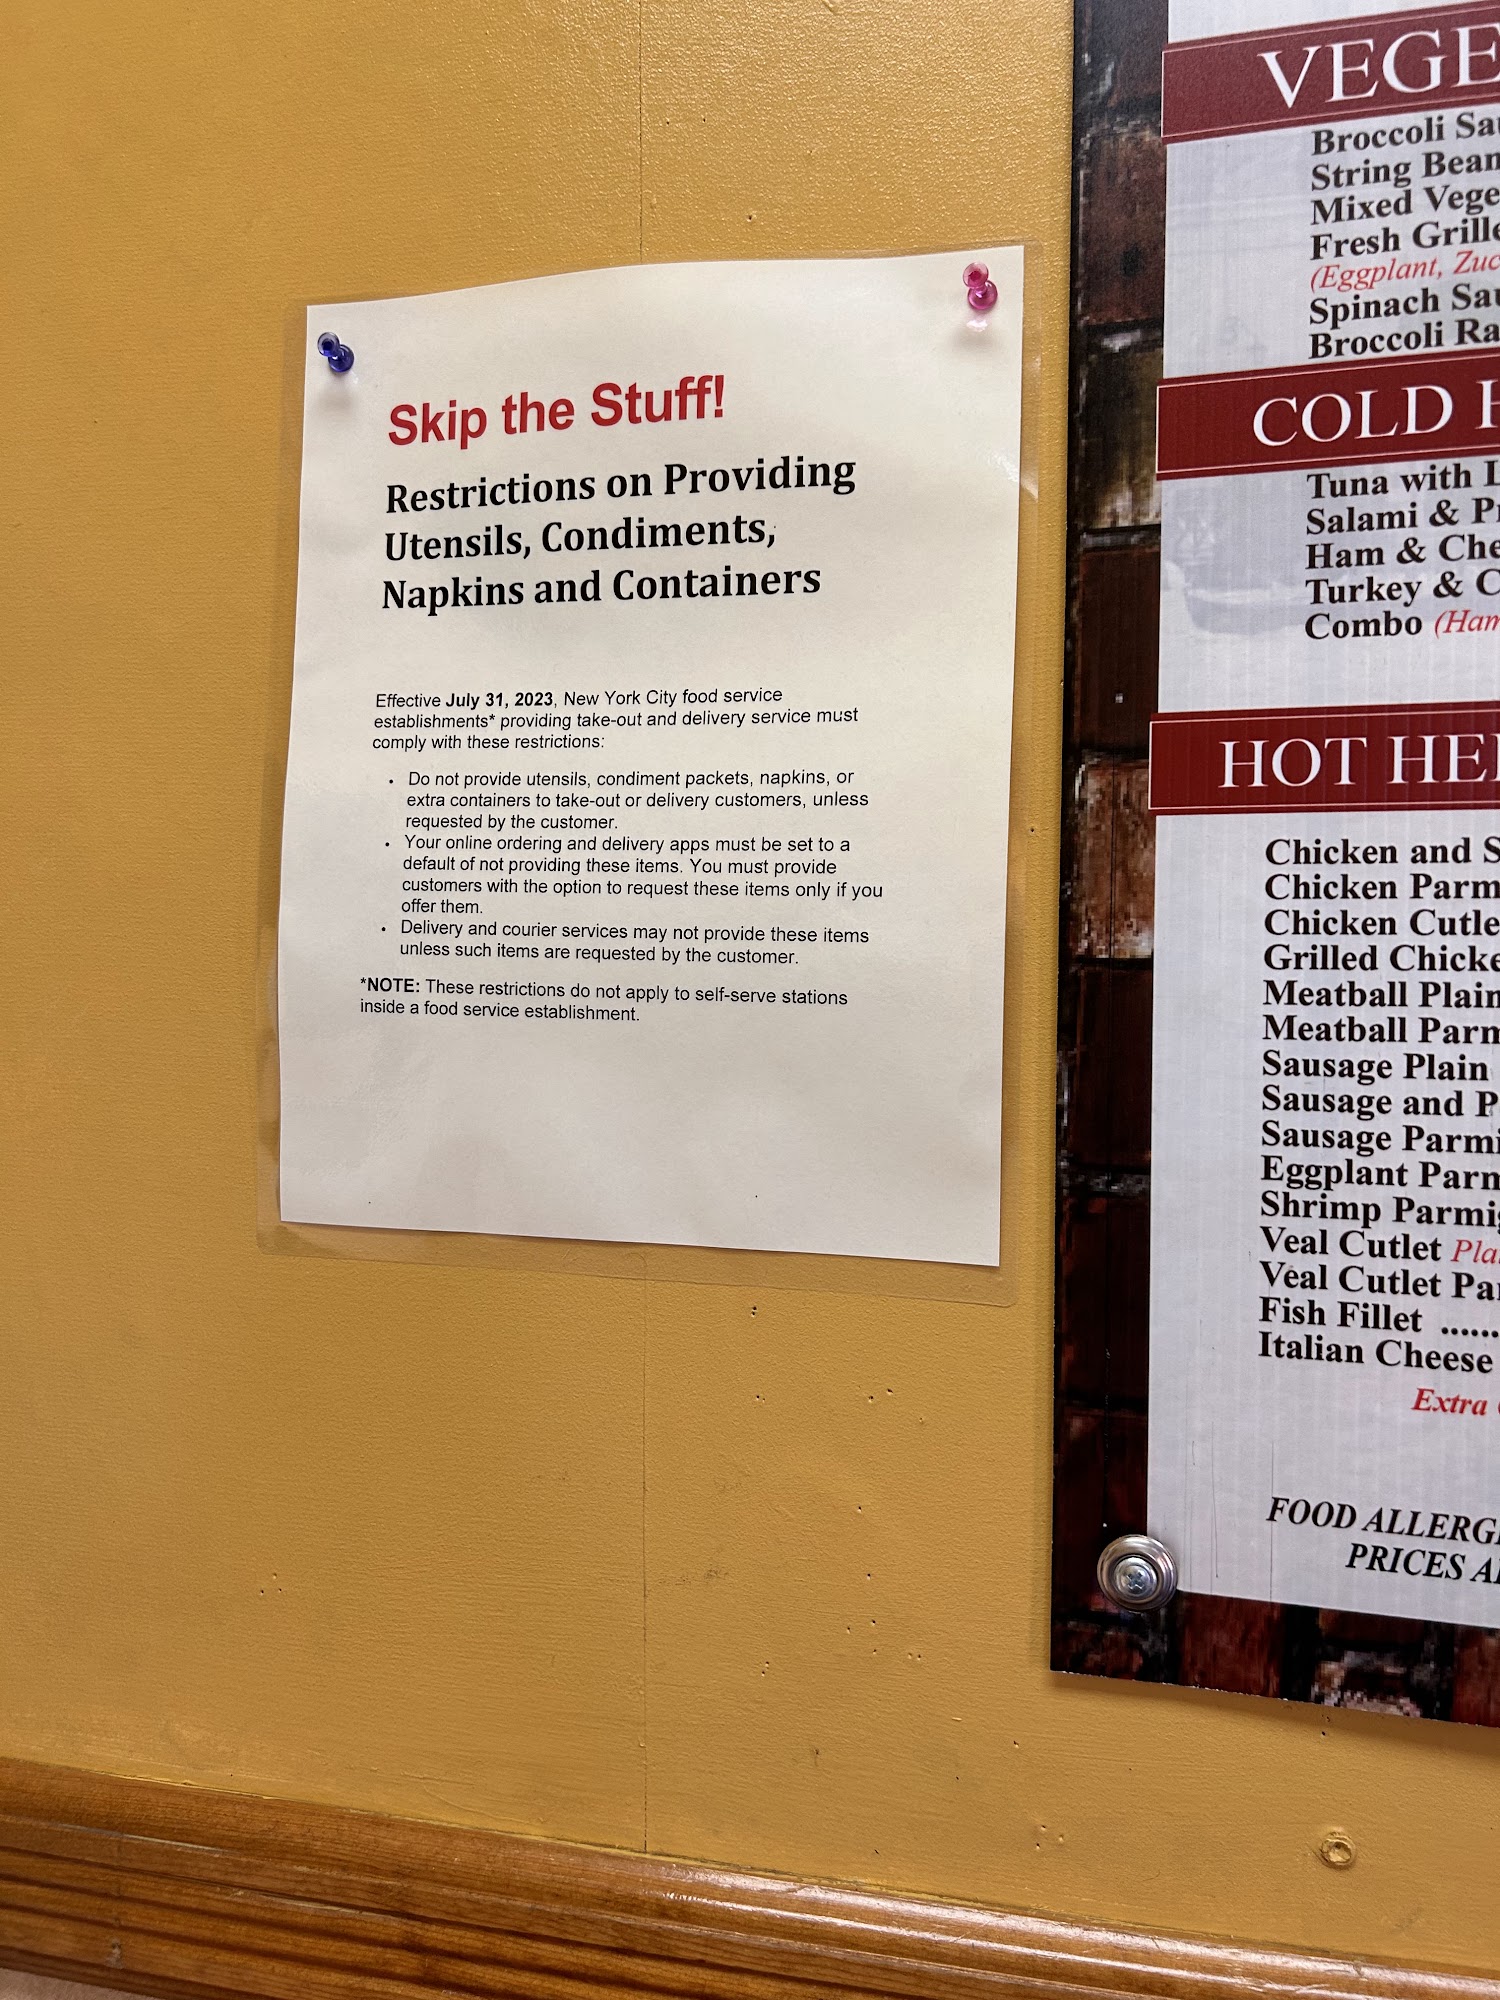 Skip the Stuff!
Restrictions on Providing
Utensils, Condiments,
Napkins and Containers
Effective July 31, 2023, New York City food service
establishments* providing take-out and delivery service must
comply with these restrictions:
• Do not provide utensils, condiment packets, napkins, or
extra containers to take-out or delivery customers, unless
requested by the customer.
• Your online ordering and delivery apps must be set to a
default of not providing these items. You must provide
customers with the option to request these items only if you
offer them.
• Delivery and courier services may not provide these items
unless such items are requested by the customer.
*NOTE: These restrictions do not apply to self-serve stations
inside a food service establishment.
Broccoli
String
Mixed
Fresh
(Eggplant,
Spinach
Broccoli
COLD
Tuna with
Salami &
Ham &
Turkey &
Combo
HOT
Chicken and
Chicken
Chicken
Grilled
Meatball Plain
Meatball
Sausage Plain
Sausage and
Sausage
Eggplant
Shrimp
Veal Cutlet
Veal Cutlet
Fish Fillet ......
Italian Cheese
Extra
FOOD
PRICES